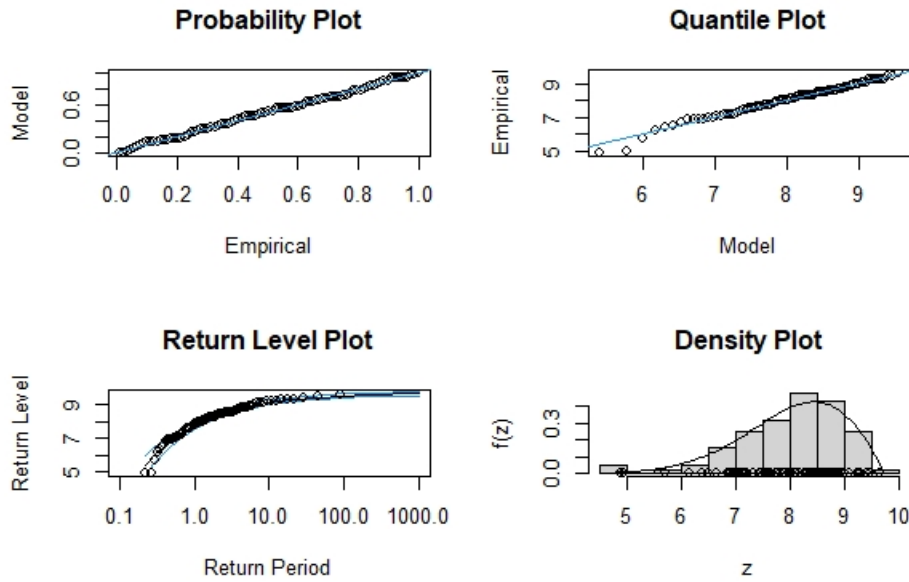 Probability Plot
Model
0.0 0.6
0.0 0.2 0.4 0.6 0.8 1.0
Empirical
Quantile Plot
Empirical
5 7 9
6 7 8 9
Model
Return Level Plot
Return Level
5 7 9
0.1 1.0 10.0 100.0 1000.0
Return Period
Density Plot
f(z)
0.0 0.3
5 6 7 8 9 10
z